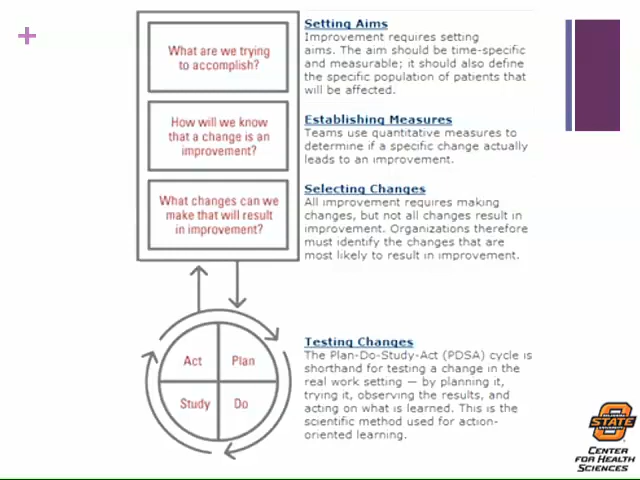 +
What are we trying
to accomplish?
Setting Aims
Improvement requires setting
aims. The aim should be time-specific
and measurable; it should also define
the specific population of patients that
will be affected.
How will we know
that a change is an
improvement?
Establishing Measures
Teams use quantitative measures to
determine if a specific change actually
leads to an improvement.
What changes can we
make that will result
in improvement?
Selecting Changes
All improvement requires making
changes, but not all changes result in
improvement. Organizations therefore
must identify the changes that are
most likely to result in improvement.
Act
Plan
Study
Do
Testing Changes
The Plan-Do-Study-Act (PDSA) cycle is
shorthand for testing a change in the
real work setting — by planning it,
trying it, observing the results, and
acting on what is learned. This is the
scientific method used for action-
oriented learning.
STATE
CENTER
FOR HEALTH
SCIENCES